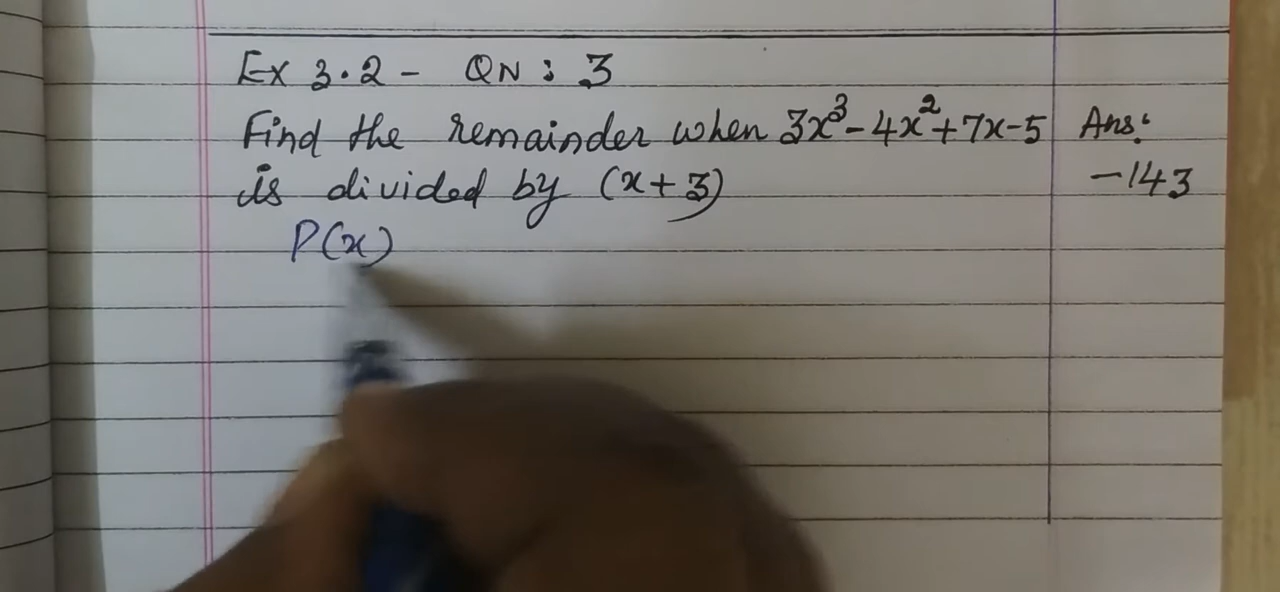 Ex 3.2 - QN : 3
Find the remainder when 3x³-4x²+7x-5 Ans:
is divided by (x+3) -143
P(x)